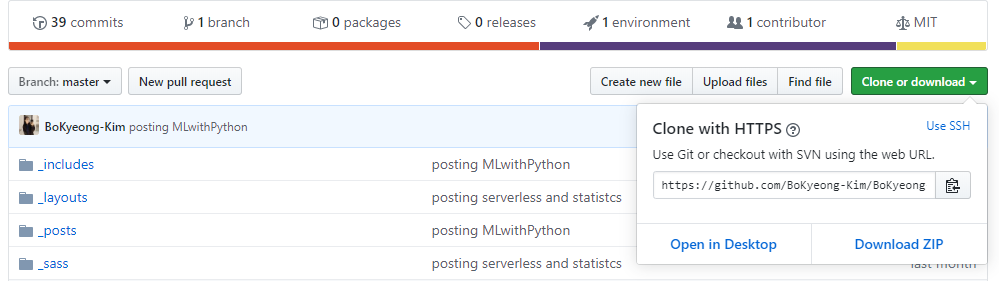 39 commits 1 branch 0 packages 0 releases 1 environment 1 contributor MIT
Branch: master New pull request Create new file Upload files Find file Clone or download
BoKyeong-Kim posting MLwithPython
Clone with HTTPS ? Use SSH
Use Git or checkout with SVN using the web URL.
_includes posting MLwithPython
https://github.com/BoKyeong-Kim/BoKyeong
_layouts posting serverless and statistcs
_posts posting MLwithPython
Open in Desktop Download ZIP
_sass posting serverless and statistcs last month